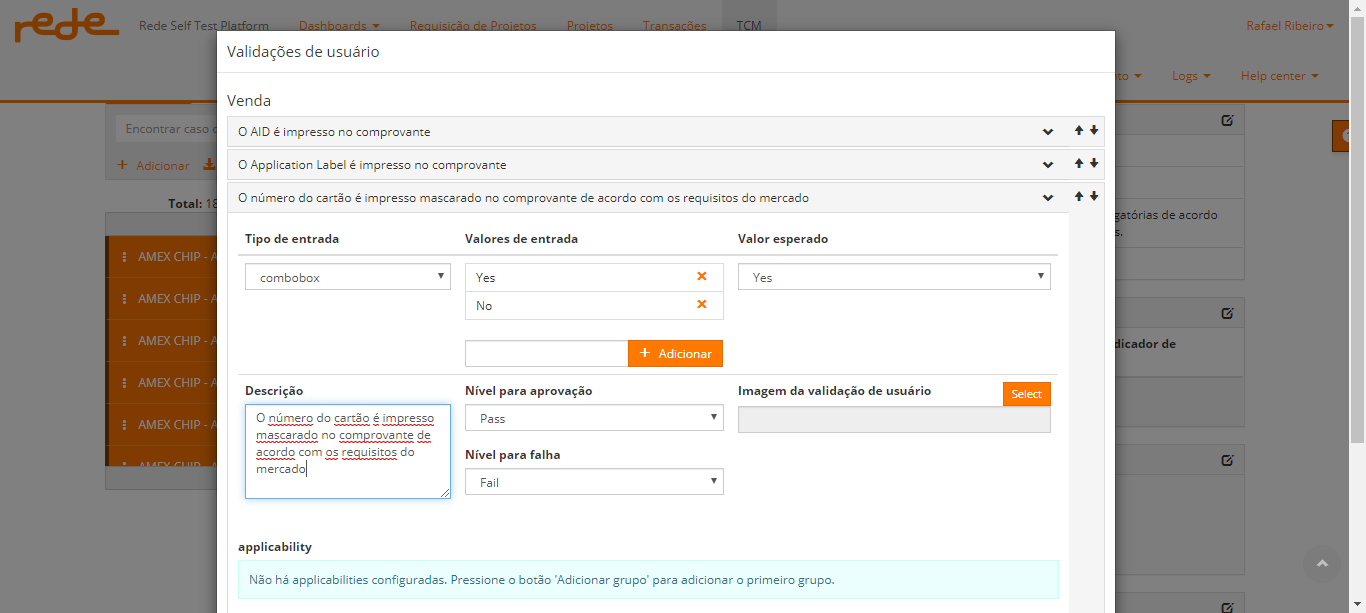 rede
Rede Self Test Platform
Dashboards
Requisição de Projetos
Projetos
Transações
TCM
Rafael Ribeiro
Logs
Help center
Encontrar caso
Adicionar
Total: 18
AMEX CHIP -
AMEX CHIP -
AMEX CHIP -
AMEX CHIP -
AMEX CHIP -
AMEX CHIP -
Validações de usuário
Venda
O AID é impresso no comprovante
O Application Label é impresso no comprovante
O número do cartão é impresso mascarado no comprovante de acordo com os requisitos do mercado
Tipo de entrada
Valores de entrada
Valor esperado
combobox
Yes
Yes
No
+ Adicionar
Descrição
Nível para aprovação
Imagem da validação de usuário
Select
O número do cartão é impresso
mascarado no comprovante de
acordo com os requisitos do
mercado
Pass
Nível para falha
Fail
applicability
Não há applicabilities configuradas. Pressione o botão 'Adicionar grupo' para adicionar o primeiro grupo.
de acordo
de